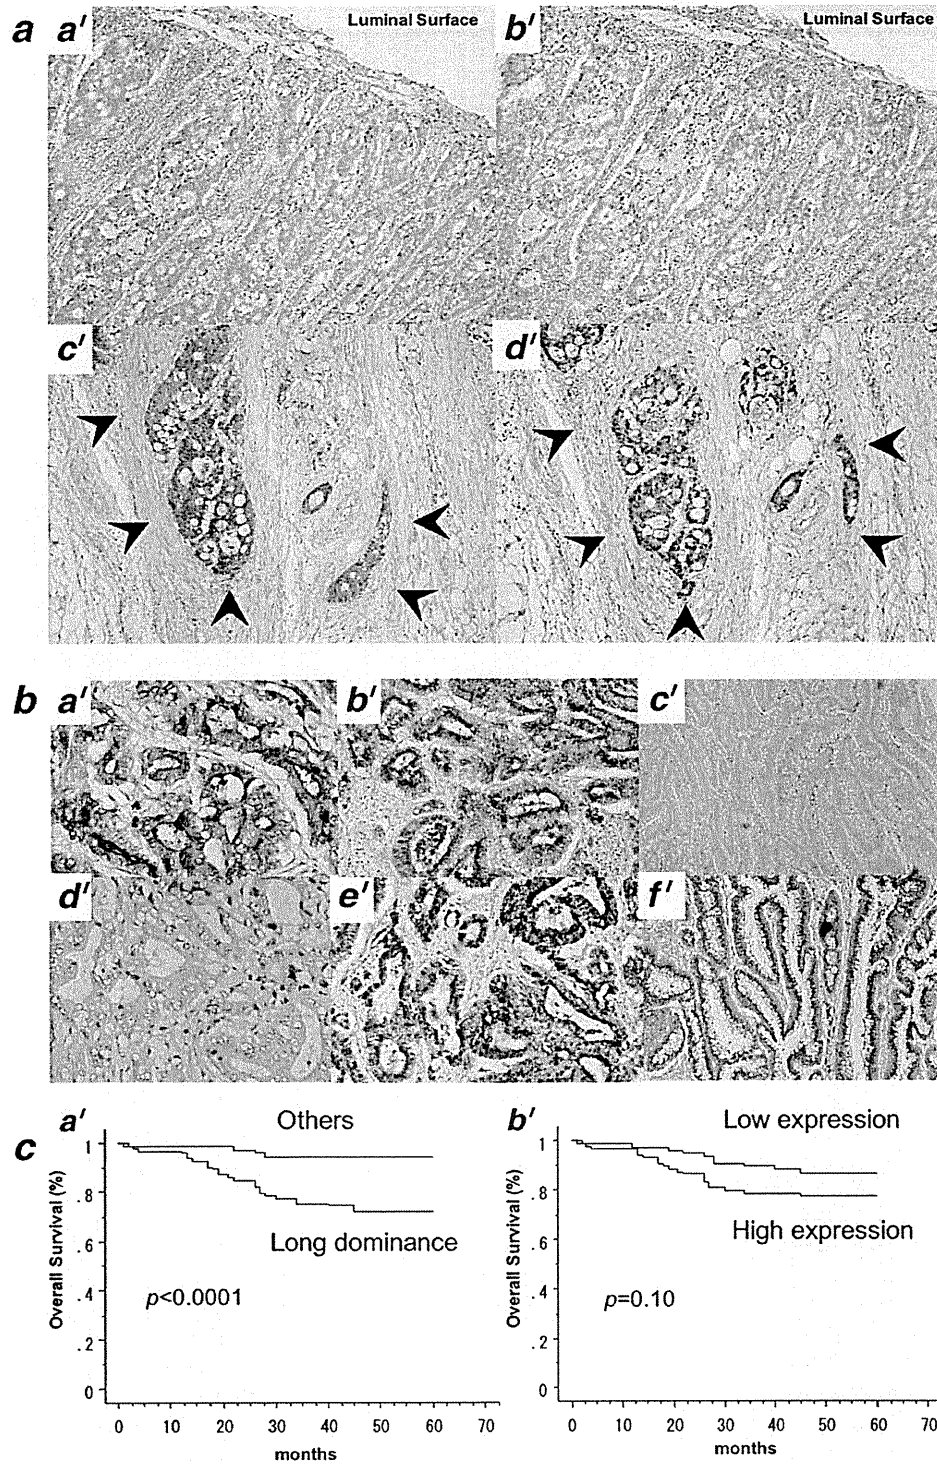 a a′ Luminal Surface b′ Luminal Surface
c′ d′
b a′ b′ c′
d′ e′ f′
c a′ Others b′ Low expression
1 1
.8 .8
Long dominance High expression
.6 .6
p<0.0001 p=0.10
.4 .4
.2 .2
0 0
Overall Survival (%) Overall Survival (%)
0 10 20 30 40 50 60 70 0 10 20 30 40 50 60 70
months months